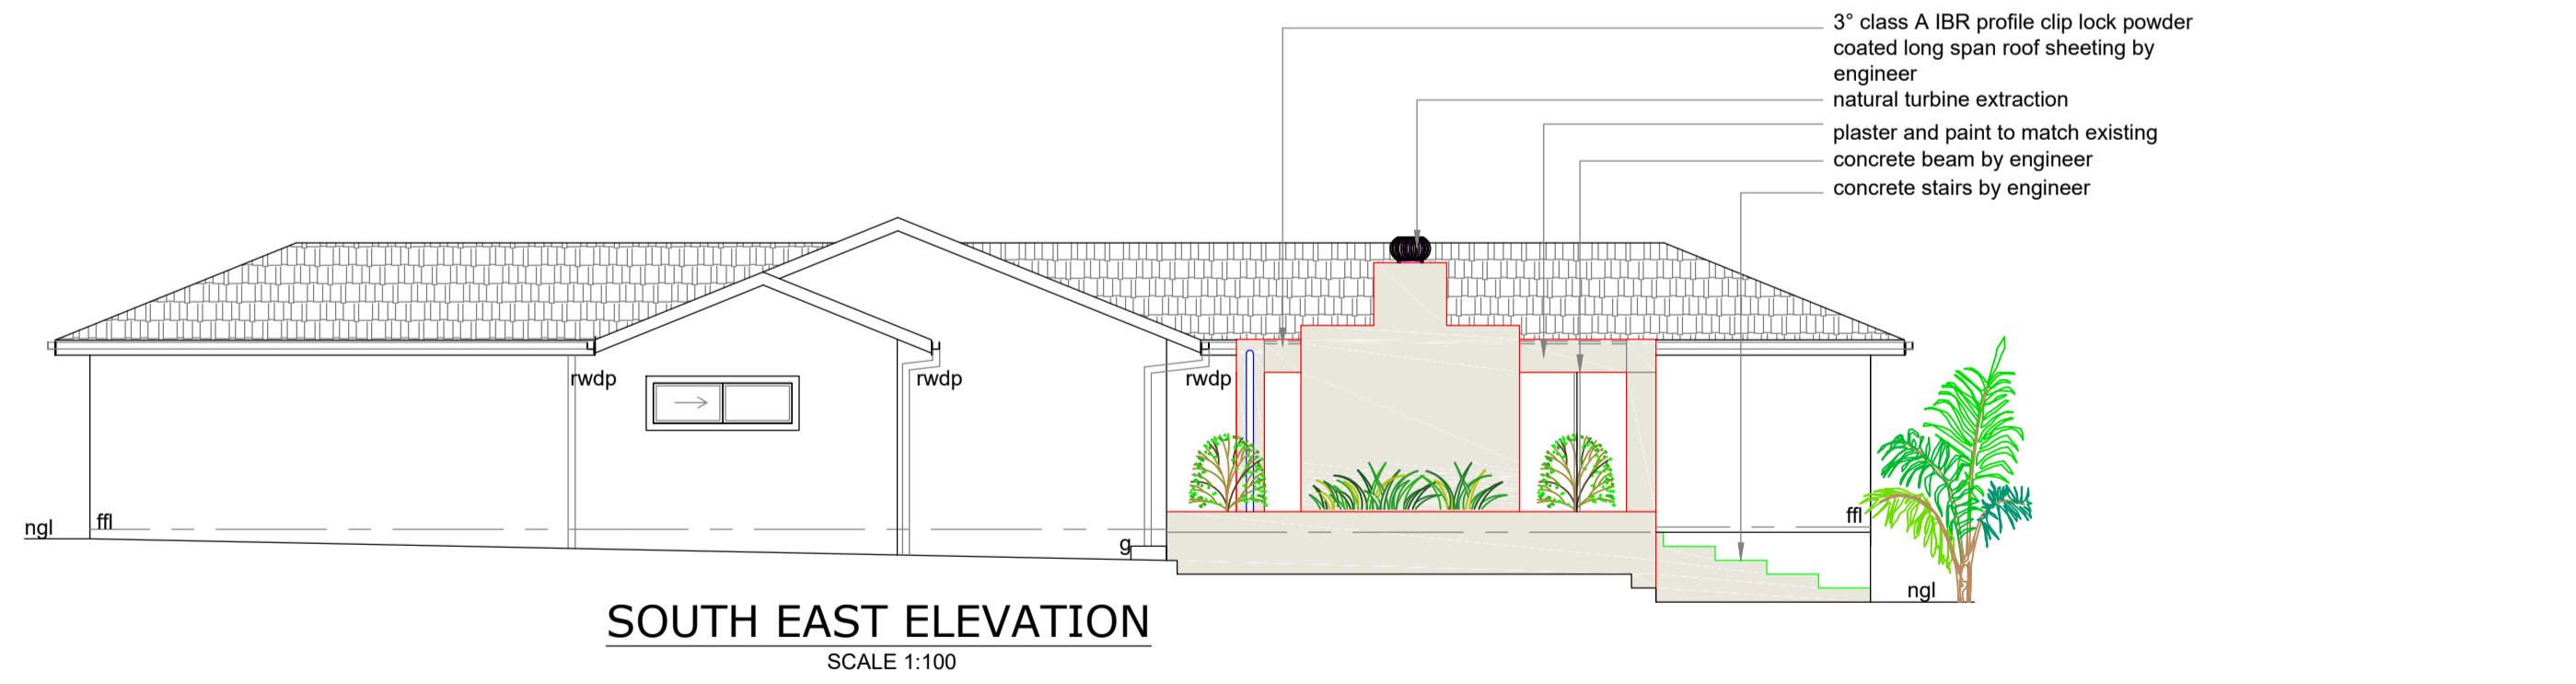 3° class A IBR profile clip lock powder
coated long span roof sheeting by
engineer
natural turbine extraction
plaster and paint to match existing
concrete beam by engineer
concrete stairs by engineer
rwdp
rwdp
rwdp
ngl
ffl
ffl
g
ngl
SOUTH EAST ELEVATION
SCALE 1:100